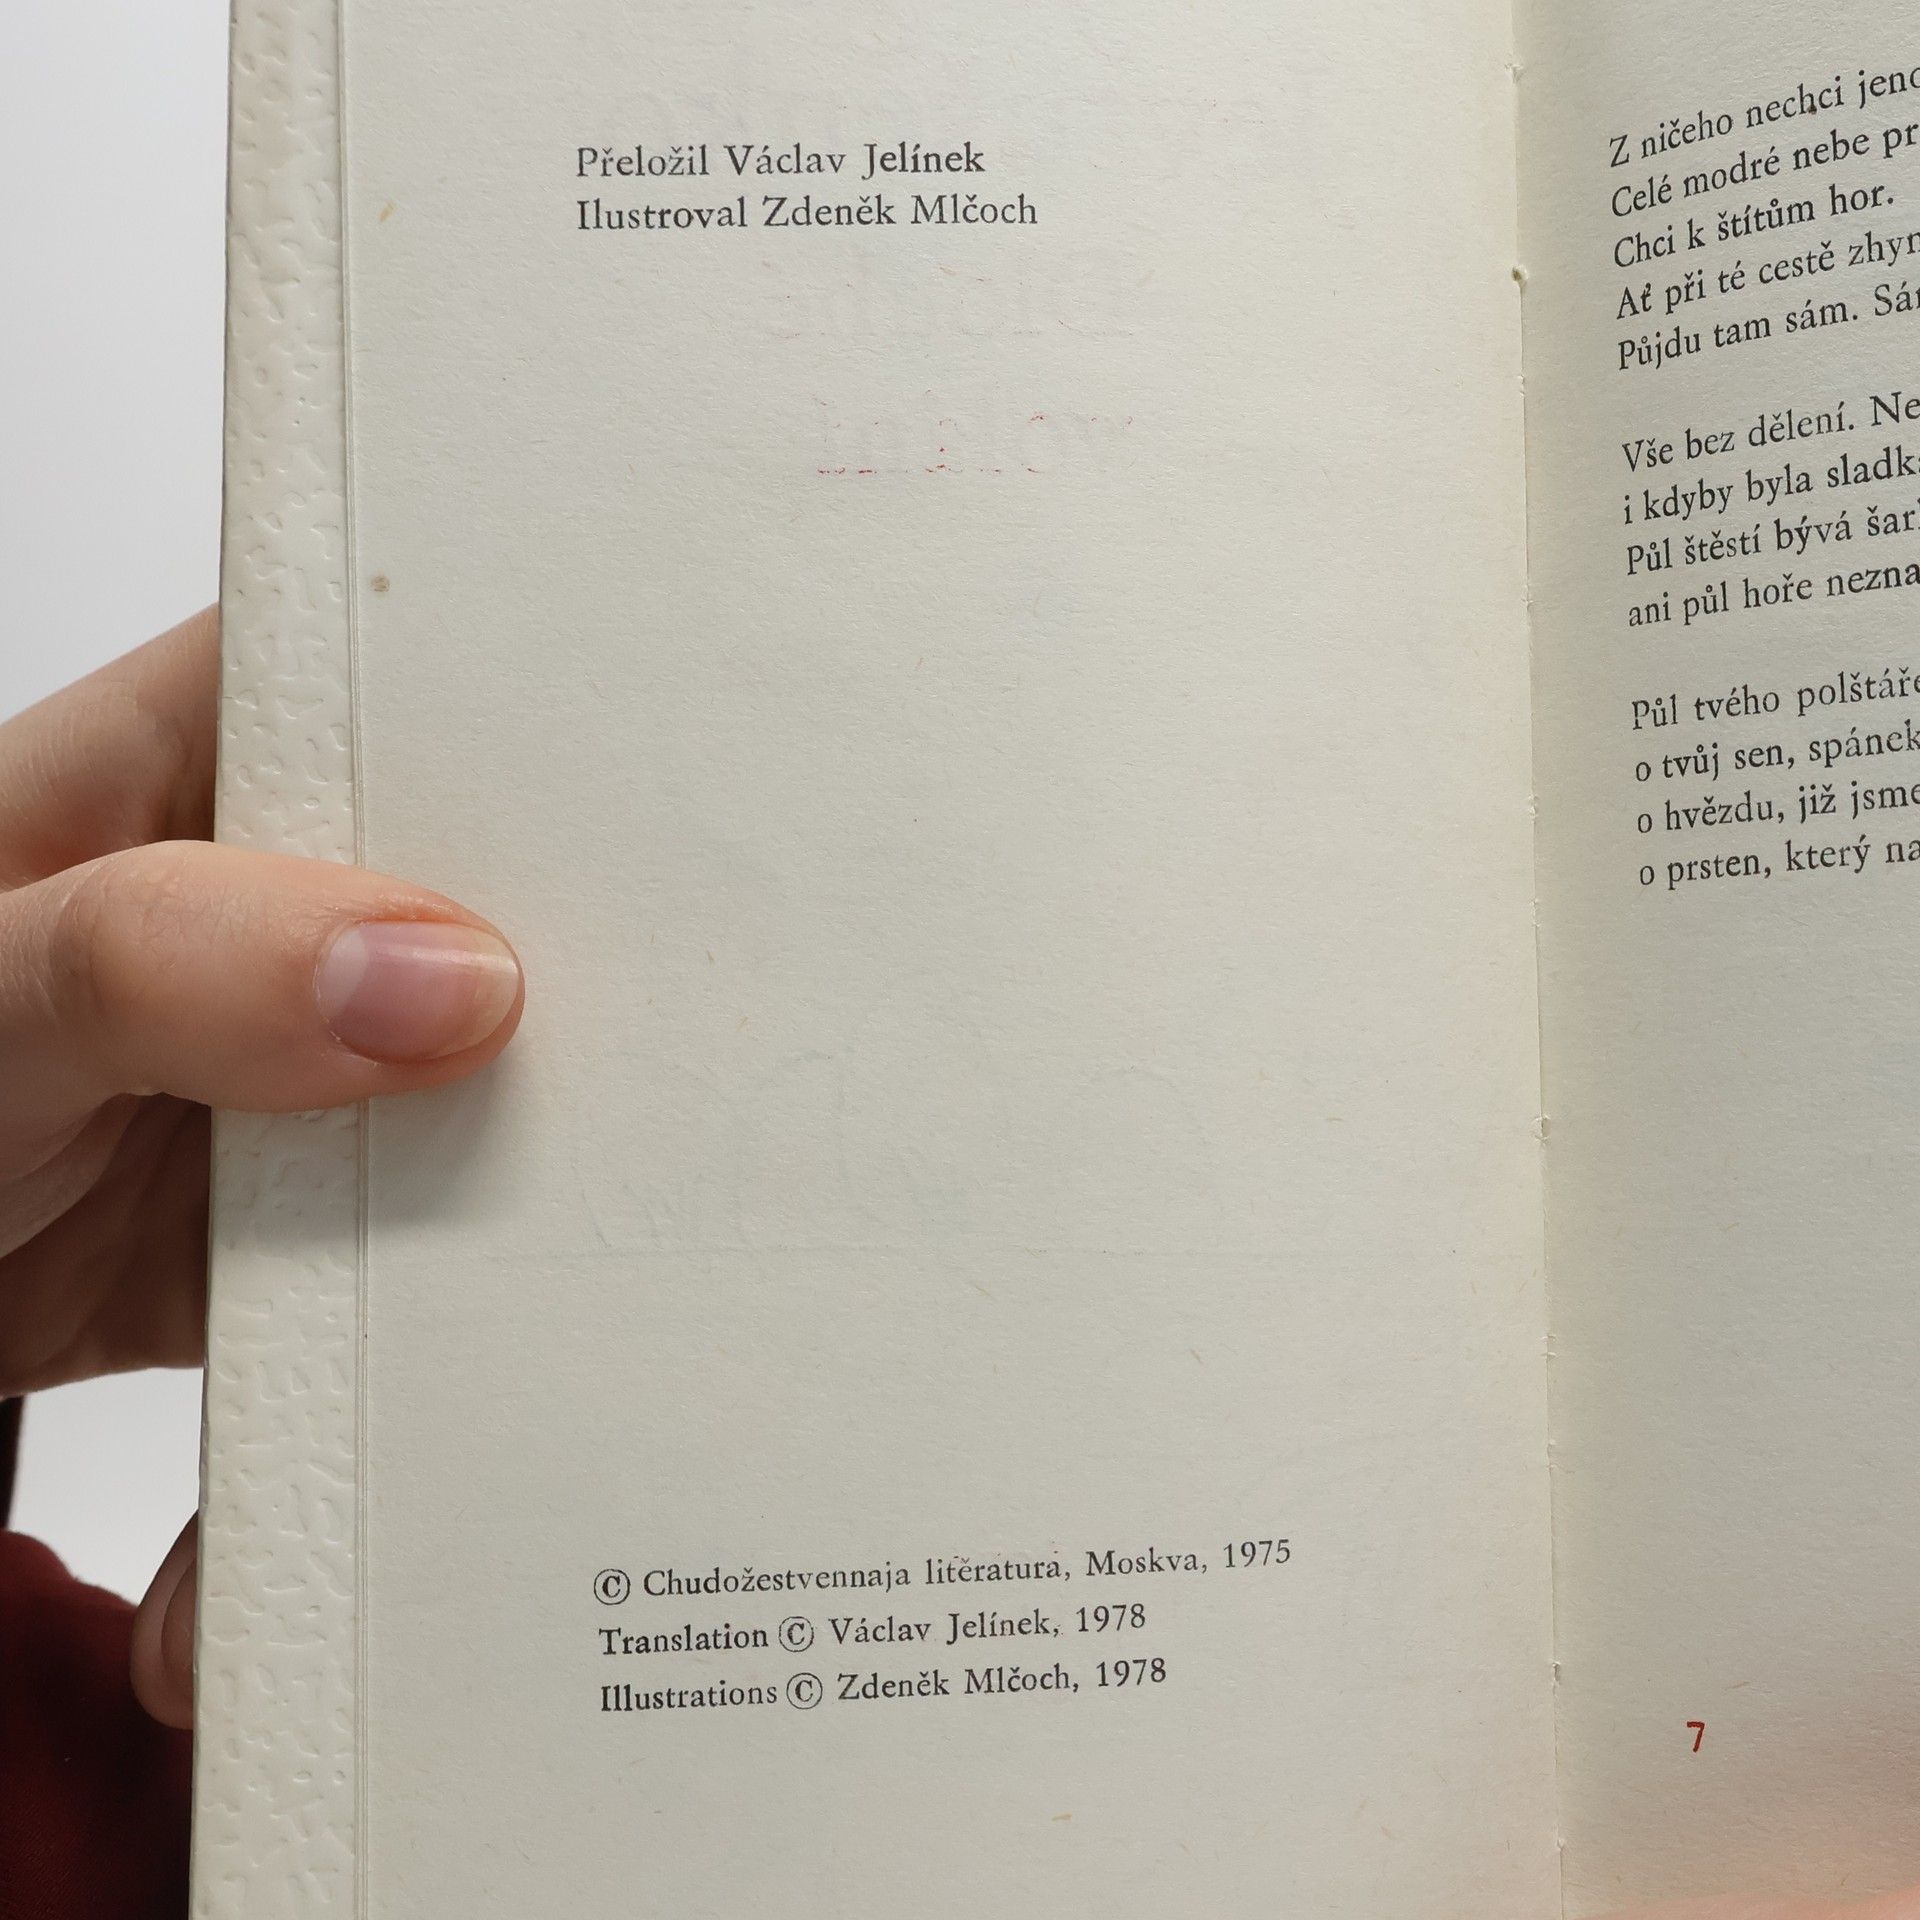 Přeložil Václav Jelínek
Ilustroval Zdeněk Mlčoch
© Chudožestvennaja litěratura, Moskva, 1975
Translation © Václav Jelínek, 1978
Illustrations © Zdeněk Mlčoch, 1978
Z ničeho nechci
Celé modré nebe
Chci k štítům hor.
Ať při té cestě
Půjdu tam sám.
Vše bez dělení.
i kdyby byla
Půl štěstí bývá
ani půl hoře
Půl tvého
o tvůj sen,
o hvězdu, již
o prsten, který
7